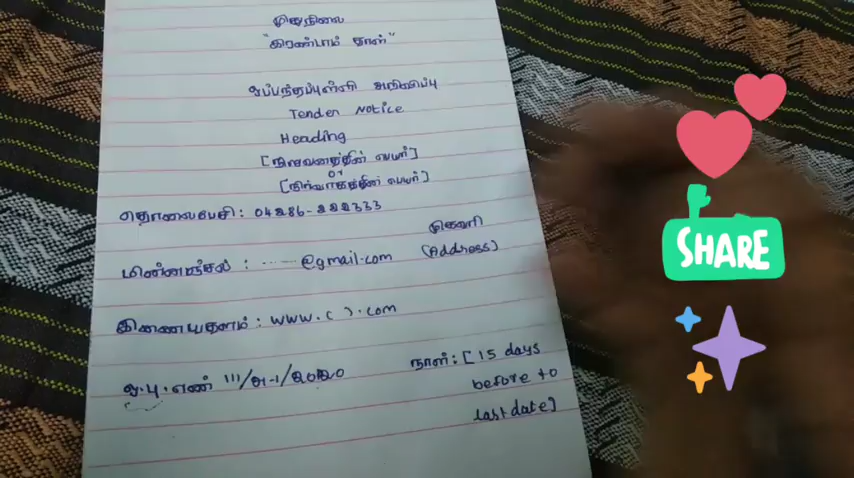 முதுநிலை
"இரண்டாம் தாள்"
ஒப்பந்தப்புள்ளி அறிவிப்பு
Tender Notice
Heading
[நிறுவனத்தின் பெயர்]
or
[நிர்வாகத்தின் பெயர்]
தொலைபேசி: 04286-222333
முகவரி
மின்னஞ்சல் : ......@gmail.com (Address)
இணையதளம் : www.( ).com
ஒ.பு.எண் 111/அ-1/2020 நாள்: [15 days
before to
last date]
SHARE